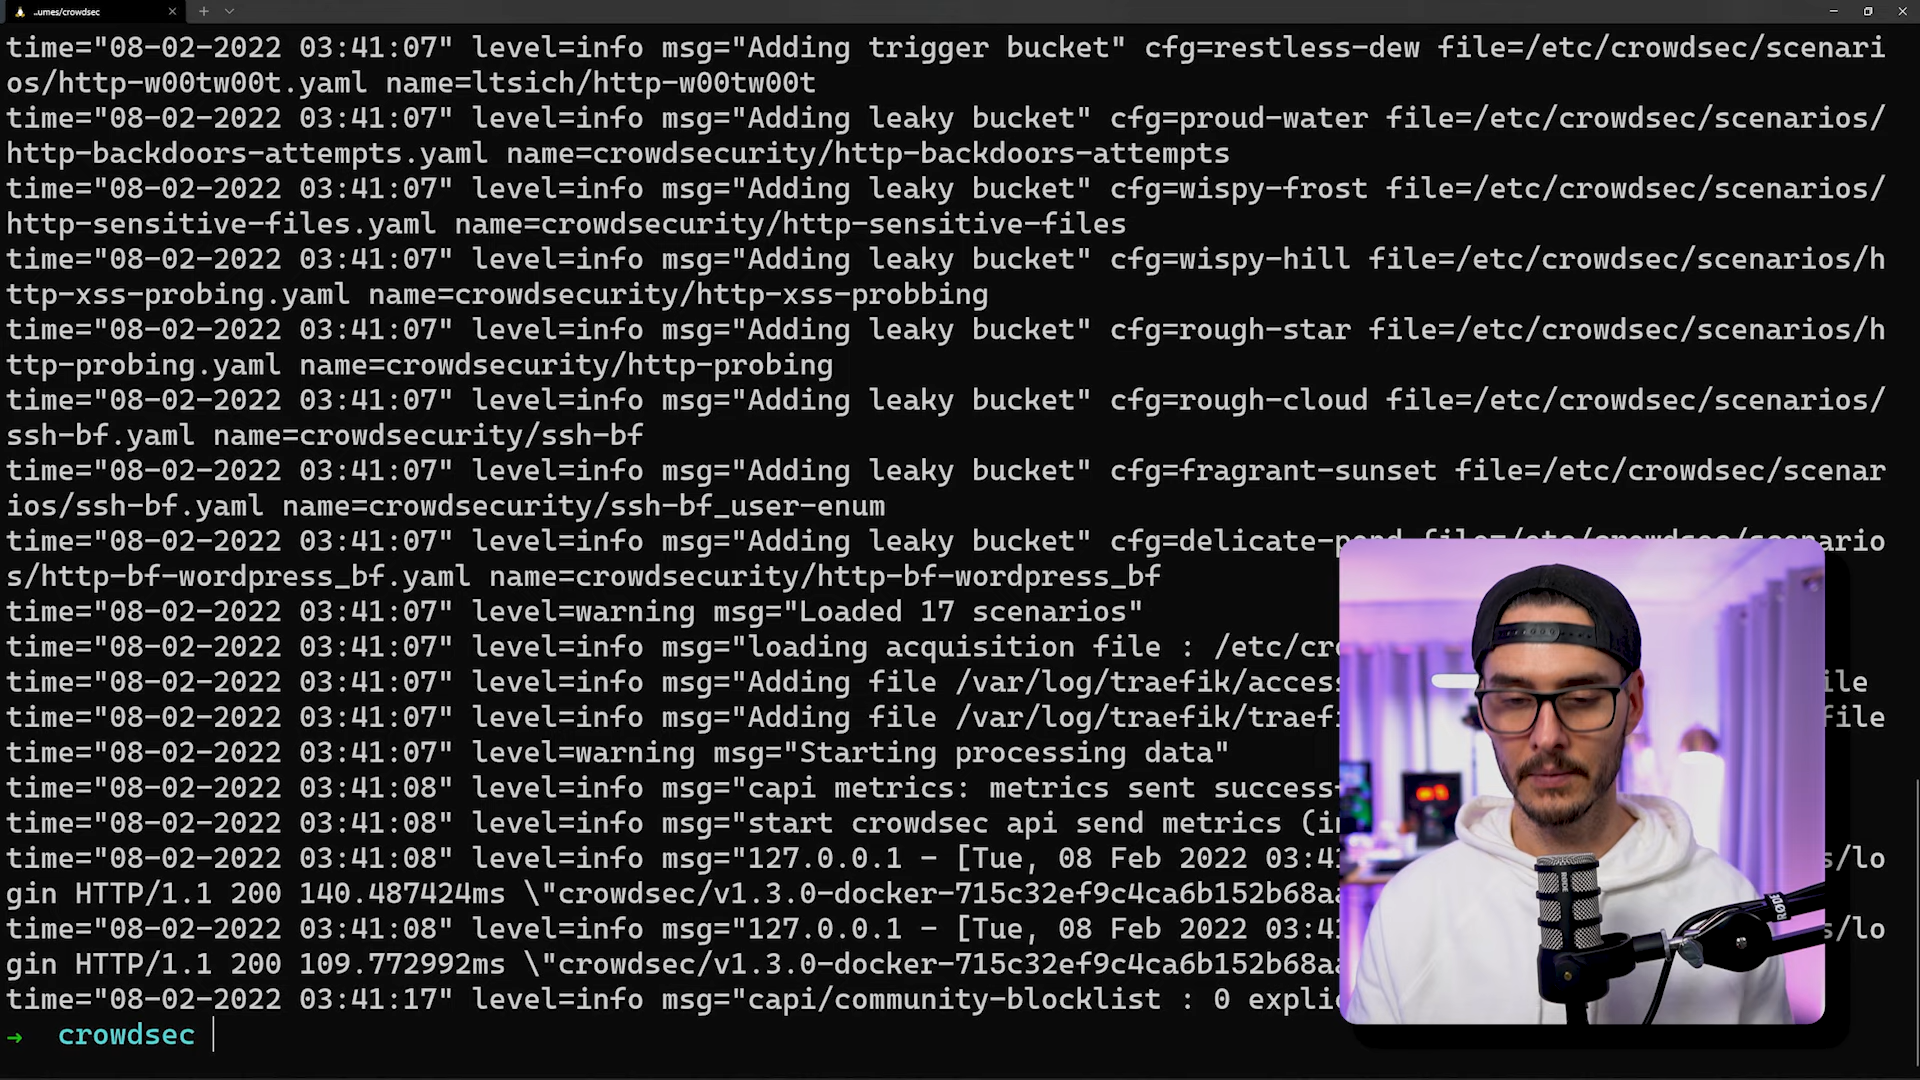 ..umes/crowdsec
time="08-02-2022 03:41:07" level=info msg="Adding trigger bucket" cfg=restless-dew file=/etc/crowdsec/scenari
os/http-w00tw00t.yaml name=ltsich/http-w00tw00t
time="08-02-2022 03:41:07" level=info msg="Adding leaky bucket" cfg=proud-water file=/etc/crowdsec/scenarios/
http-backdoors-attempts.yaml name=crowdsecurity/http-backdoors-attempts
time="08-02-2022 03:41:07" level=info msg="Adding leaky bucket" cfg=wispy-frost file=/etc/crowdsec/scenarios/
http-sensitive-files.yaml name=crowdsecurity/http-sensitive-files
time="08-02-2022 03:41:07" level=info msg="Adding leaky bucket" cfg=wispy-hill file=/etc/crowdsec/scenarios/h
ttp-xss-probing.yaml name=crowdsecurity/http-xss-probbing
time="08-02-2022 03:41:07" level=info msg="Adding leaky bucket" cfg=rough-star file=/etc/crowdsec/scenarios/h
ttp-probing.yaml name=crowdsecurity/http-probing
time="08-02-2022 03:41:07" level=info msg="Adding leaky bucket" cfg=rough-cloud file=/etc/crowdsec/scenarios/
ssh-bf.yaml name=crowdsecurity/ssh-bf
time="08-02-2022 03:41:07" level=info msg="Adding leaky bucket" cfg=fragrant-sunset file=/etc/crowdsec/scenar
ios/ssh-bf.yaml name=crowdsecurity/ssh-bf_user-enum
time="08-02-2022 03:41:07" level=info msg="Adding leaky bucket" cfg=delicate-pond file=/etc/crowdsec/scenario
s/http-bf-wordpress_bf.yaml name=crowdsecurity/http-bf-wordpress_bf
time="08-02-2022 03:41:07" level=warning msg="Loaded 17 scenarios"
time="08-02-2022 03:41:07" level=info msg="loading acquisition file : /etc/cro
time="08-02-2022 03:41:07" level=info msg="Adding file /var/log/traefik/access ile
time="08-02-2022 03:41:07" level=info msg="Adding file /var/log/traefik/traefi file
time="08-02-2022 03:41:07" level=warning msg="Starting processing data"
time="08-02-2022 03:41:08" level=info msg="capi metrics: metrics sent success
time="08-02-2022 03:41:08" level=info msg="start crowdsec api send metrics (in
time="08-02-2022 03:41:08" level=info msg="127.0.0.1 - [Tue, 08 Feb 2022 03:41 s/lo
gin HTTP/1.1 200 140.487424ms \"crowdsec/v1.3.0-docker-715c32ef9c4ca6b152b68aa
time="08-02-2022 03:41:08" level=info msg="127.0.0.1 - [Tue, 08 Feb 2022 03:41 s/lo
gin HTTP/1.1 200 109.772992ms \"crowdsec/v1.3.0-docker-715c32ef9c4ca6b152b68aa
time="08-02-2022 03:41:17" level=info msg="capi/community-blocklist : 0 explic
➜ crowdsec
RØDE